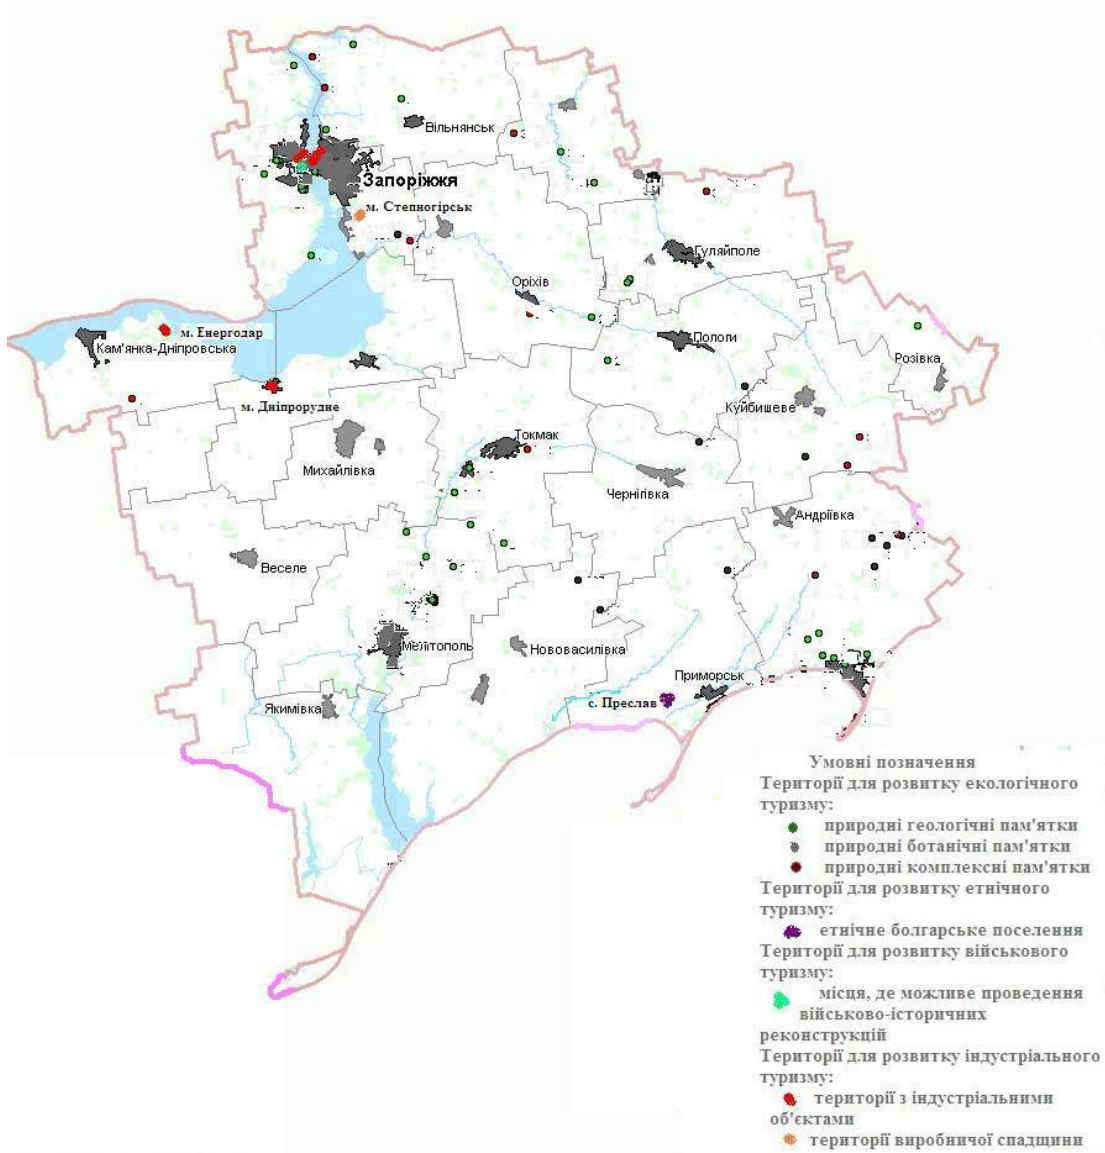 Вільнянськ
Запоріжжя
м. Степногірськ
Гуляйполе
Оріхів
м. Енергодар
Кам'янка-Дніпровська
Пологи
Розівка
м. Дніпрорудне
Куйбишеве
Токмак
Михайлівка
Чернігівка
Андріївка
Веселе
Мелітополь
Нововасилівка
Приморськ
с. Преслав
Якимівка
Умовні позначення
Території для розвитку екологічного
туризму:
природні геологічні пам'ятки
природні ботанічні пам'ятки
природні комплексні пам'ятки
Території для розвитку етнічного
туризму:
етнічне болгарське поселення
Території для розвитку військового
туризму:
місця, де можливе проведення
військово-історичних
реконструкцій
Території для розвитку індустріального
туризму:
території з індустріальними
об'єктами
території виробничої спадщини